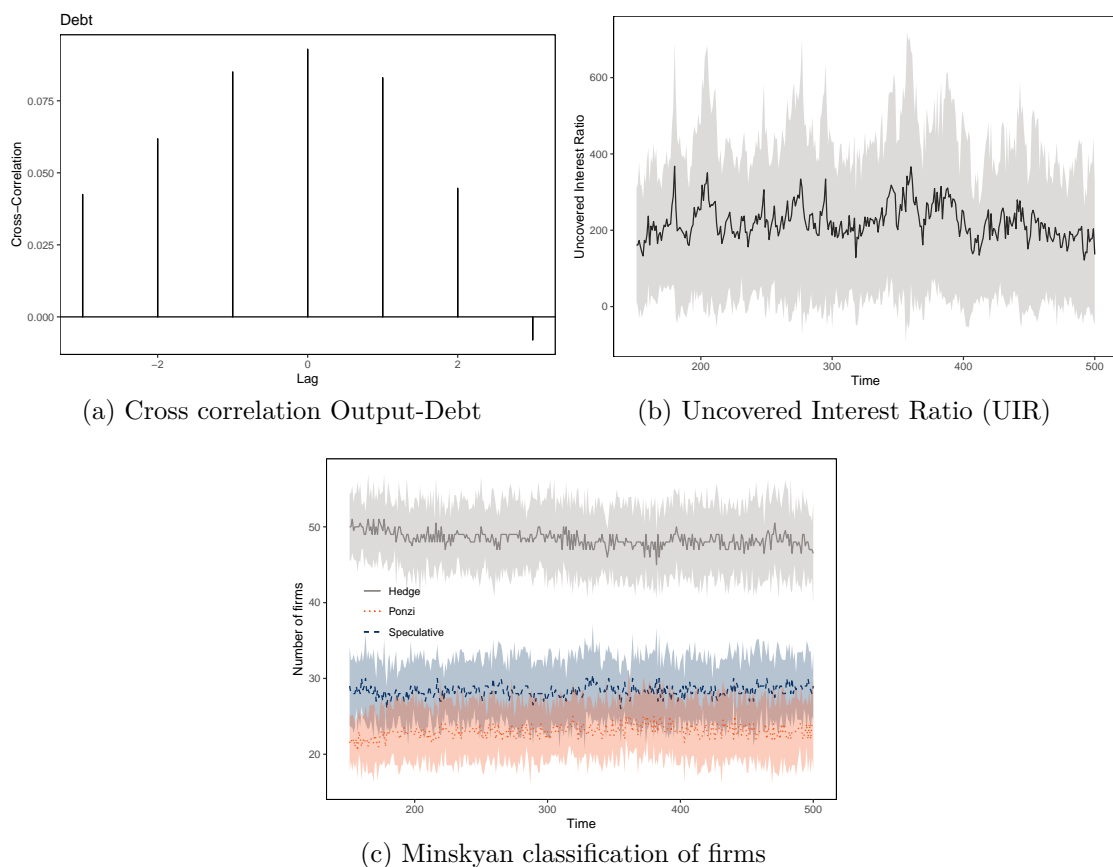 Debt
Cross−Correlation
0.075
0.050
0.025
0.000
−2
0
2
Lag
(a) Cross correlation Output-Debt
Uncovered Interest Ratio
600
400
200
0
200
300
400
500
Time
(b) Uncovered Interest Ratio (UIR)
Number of firms
50
40
30
20
Hedge
Ponzi
Speculative
200
300
400
500
Time
(c) Minskyan classification of firms